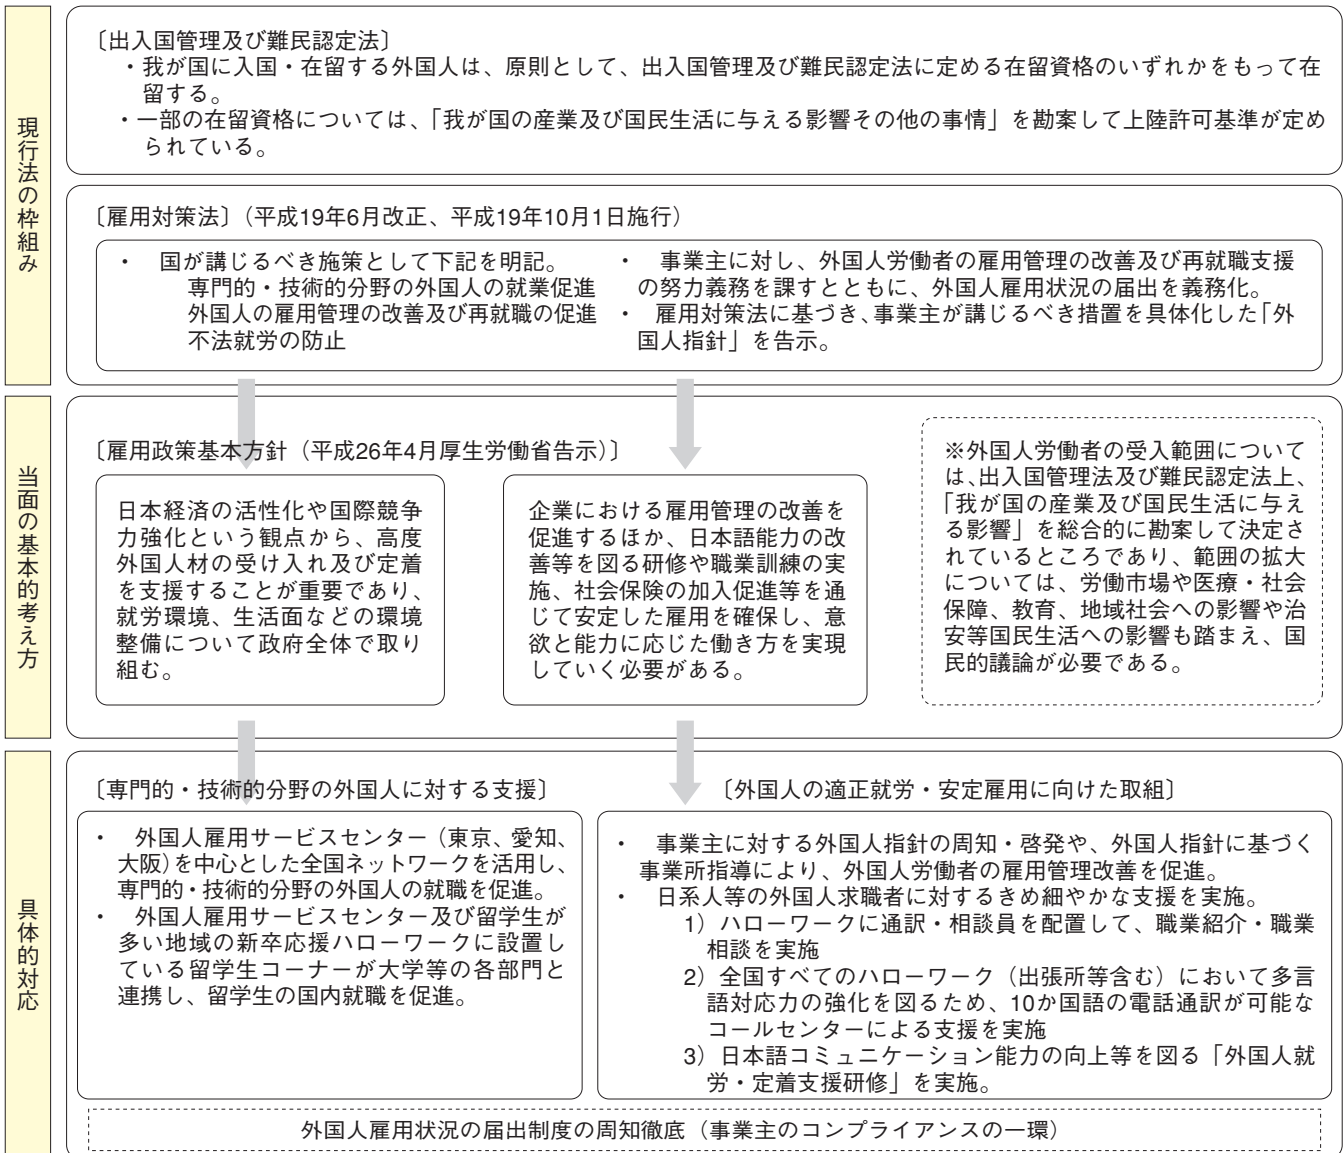 現行法の枠組み
〔出入国管理及び難民認定法〕
・我が国に入国・在留する外国人は、原則として、出入国管理及び難民認定法に定める在留資格のいずれかをもって在
留する。
・一部の在留資格については、「我が国の産業及び国民生活に与える影響その他の事情」を勘案して上陸許可基準が定め
られている。
〔雇用対策法〕（平成19年6月改正、平成19年10月1日施行）
・　国が講じるべき施策として下記を明記。
専門的・技術的分野の外国人の就業促進
外国人の雇用管理の改善及び再就職の促進
不法就労の防止
・　事業主に対し、外国人労働者の雇用管理の改善及び再就職支援
の努力義務を課すとともに、外国人雇用状況の届出を義務化。
・　雇用対策法に基づき、事業主が講じるべき措置を具体化した「外
国人指針」を告示。
当面の基本的考え方
〔雇用政策基本方針（平成26年4月厚生労働省告示）〕
日本経済の活性化や国際競争
力強化という観点から、高度
外国人材の受け入れ及び定着
を支援することが重要であり、
就労環境、生活面などの環境
整備について政府全体で取り
組む。
企業における雇用管理の改善を
促進するほか、日本語能力の改
善等を図る研修や職業訓練の実
施、社会保険の加入促進等を通
じて安定した雇用を確保し、意
欲と能力に応じた働き方を実現
していく必要がある。
※外国人労働者の受入範囲について
は、出入国管理法及び難民認定法上、
「我が国の産業及び国民生活に与え
る影響」を総合的に勘案して決定さ
れているところであり、範囲の拡大
については、労働市場や医療・社会
保障、教育、地域社会への影響や治
安等国民生活への影響も踏まえ、国
民的議論が必要である。
具体的対応
〔専門的・技術的分野の外国人に対する支援〕
・　外国人雇用サービスセンター（東京、愛知、
大阪）を中心とした全国ネットワークを活用し、
専門的・技術的分野の外国人の就職を促進。
・　外国人雇用サービスセンター及び留学生が
多い地域の新卒応援ハローワークに設置し
ている留学生コーナーが大学等の各部門と
連携し、留学生の国内就職を促進。
〔外国人の適正就労・安定雇用に向けた取組〕
・　事業主に対する外国人指針の周知・啓発や、外国人指針に基づく
事業所指導により、外国人労働者の雇用管理改善を促進。
・　日系人等の外国人求職者に対するきめ細やかな支援を実施。
1）ハローワークに通訳・相談員を配置して、職業紹介・職業
相談を実施
2）全国すべてのハローワーク（出張所等含む）において多言
語対応力の強化を図るため、10か国語の電話通訳が可能な
コールセンターによる支援を実施
3）日本語コミュニケーション能力の向上等を図る「外国人就
労・定着支援研修」を実施。
外国人雇用状況の届出制度の周知徹底（事業主のコンプライアンスの一環）